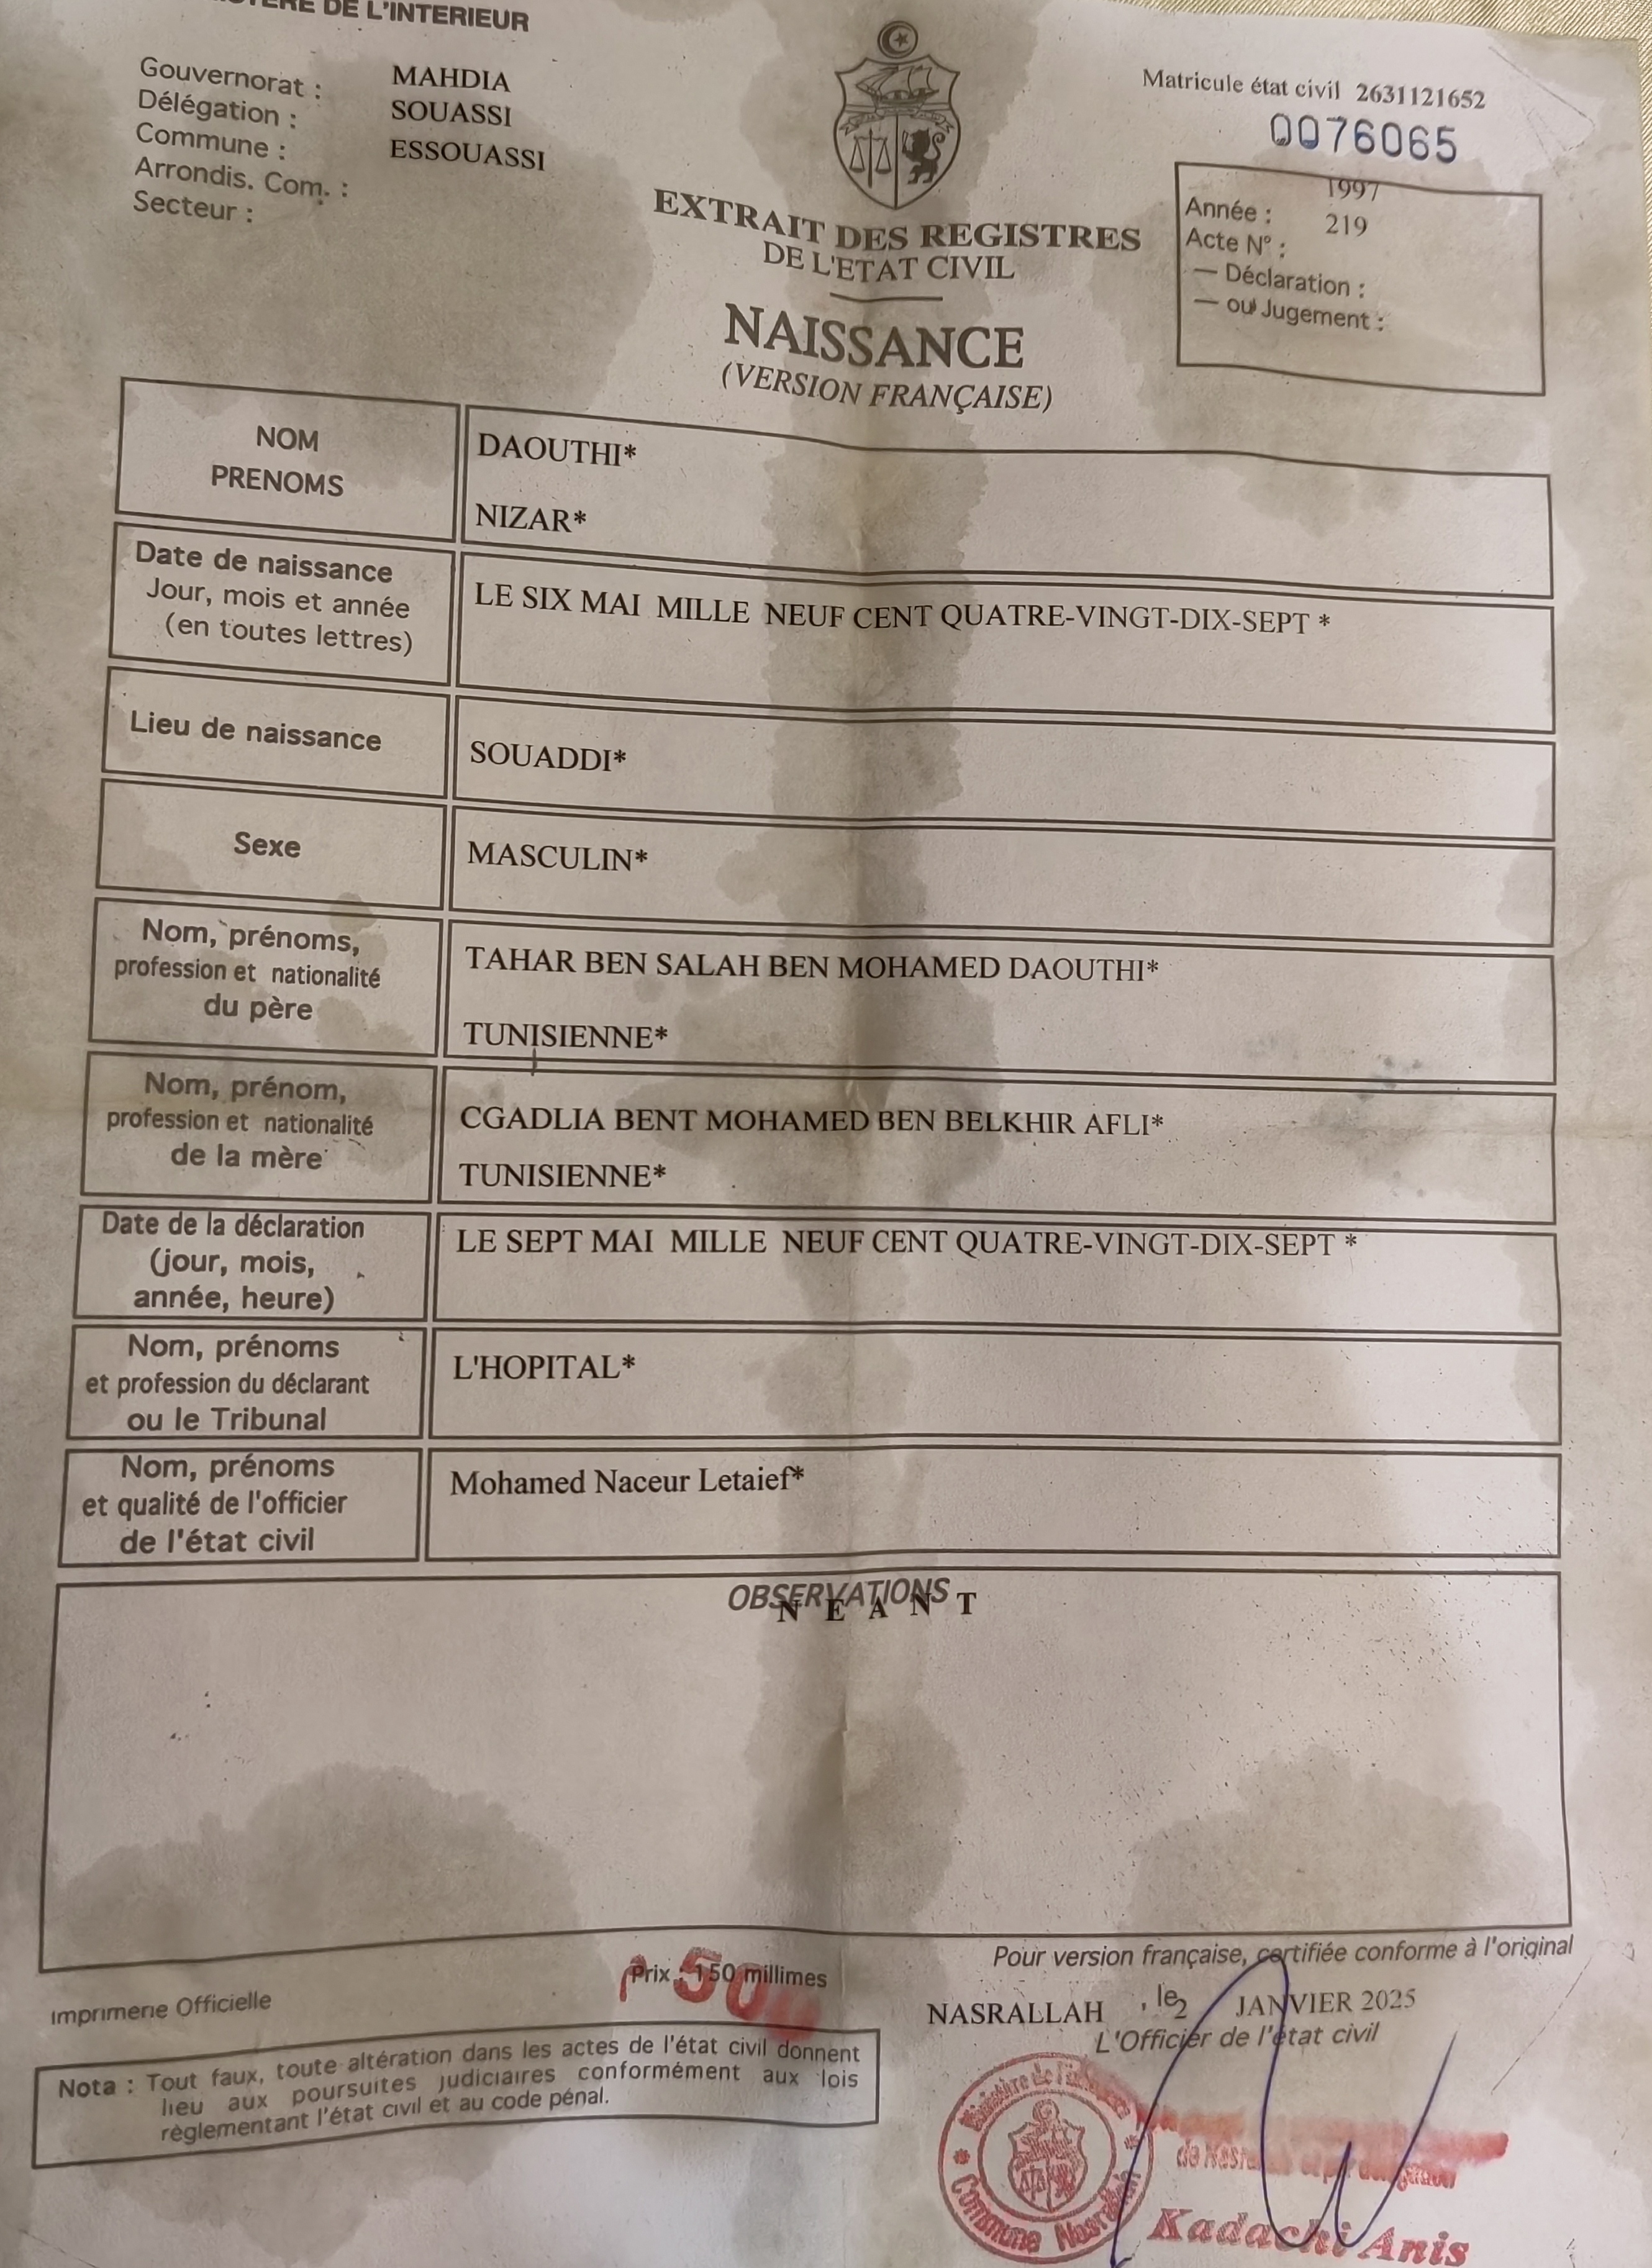 DE L'INTERIEUR
Gouvernorat : MAHDIA
Délégation : SOUASSI
Commune : ESSOUASSI
Arrondis. Com. :
Secteur :
Matricule état civil 2631121652
0076065
1997
Année :
219
Acte N° :
— Déclaration :
— ou Jugement :
EXTRAIT DES REGISTRES
DE L'ETAT CIVIL
NAISSANCE
(VERSION FRANÇAISE)
NOM
PRENOMS
DAOUTHI*
NIZAR*
Date de naissance
Jour, mois et année
(en toutes lettres)
LE SIX MAI MILLE NEUF CENT QUATRE-VINGT-DIX-SEPT *
Lieu de naissance
SOUADDI*
Sexe
MASCULIN*
Nom, prénoms,
profession et nationalité
du père
TAHAR BEN SALAH BEN MOHAMED DAOUTHI*
TUNISIENNE*
Nom, prénom,
profession et nationalité
de la mère
CGADLIA BENT MOHAMED BEN BELKHIR AFLI*
TUNISIENNE*
Date de la déclaration
(jour, mois,
année, heure)
LE SEPT MAI MILLE NEUF CENT QUATRE-VINGT-DIX-SEPT *
Nom, prénoms
et profession du déclarant
ou le Tribunal
L'HOPITAL*
Nom, prénoms
et qualité de l'officier
de l'état civil
Mohamed Naceur Letaief*
OBSERVATIONS
N E A N T
Pour version française, certifiée conforme à l'original
Prix : 150 millimes
Imprimerie Officielle
NASRALLAH , le 2 JANVIER 2025
L'Officier de l'état civil
Nota : Tout faux, toute altération dans les actes de l'état civil donnent
lieu aux poursuites judiciaires conformément aux lois
règlementant l'état civil et au code pénal.
Ministère de l'intérieur
Commune Nasrallah
Kadachi Anis